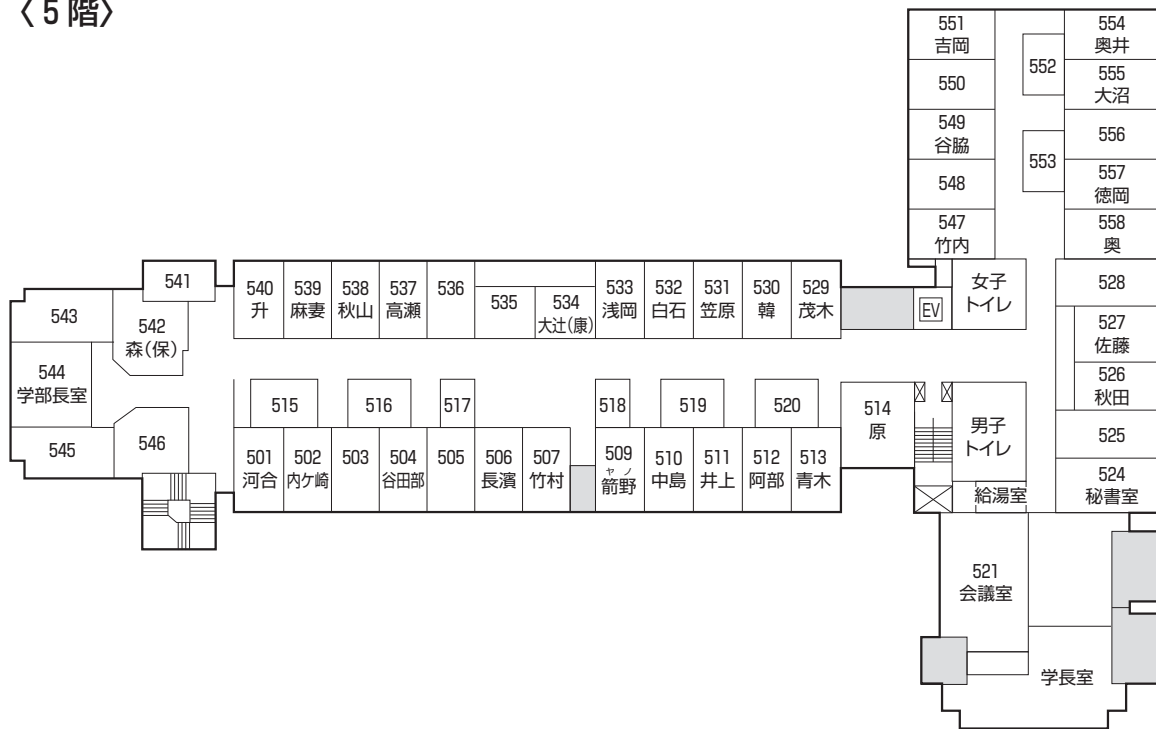 〈5階〉
551
吉岡
550
549
谷脇
548
547
竹内
552
553
554
奥井
555
大沼
556
557
徳岡
558
奥
541
543
542
森(保)
544
学部長室
545
546
540
升
539
麻妻
538
秋山
537
高瀬
536
535
534
大辻(康)
533
浅岡
532
白石
531
笠原
530
韓
529
茂木
EV
女子
トイレ
528
527
佐藤
526
秋田
525
524
秘書室
515
516
517
518
519
520
514
原
男子
トイレ
給湯室
501
河合
502
内ケ崎
503
504
谷田部
505
506
長濱
507
竹村
509
ヤノ
箭野
510
中島
511
井上
512
阿部
513
青木
521
会議室
学長室